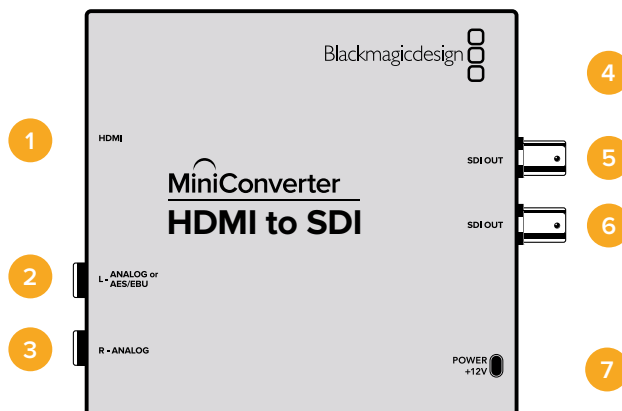 Blackmagicdesign
4
1
HDMI
SDI OUT
5
MiniConverter
HDMI to SDI
SDI OUT
6
2
L - ANALOG or
AES/EBU
3
R - ANALOG
POWER
+12V
7